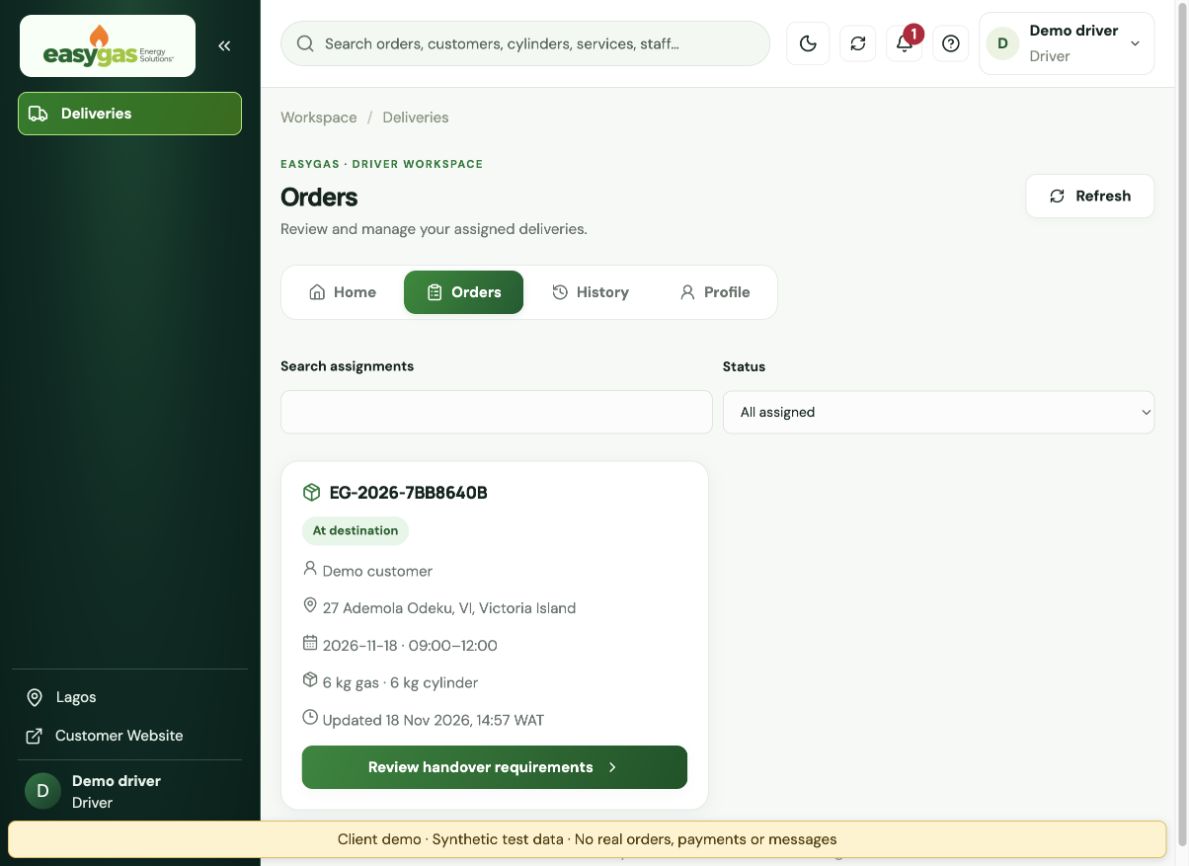 easygas Energy Solutions
Search orders, customers, cylinders, services, staff...
1
D
Demo driver
Driver
Deliveries
Workspace / Deliveries
EASYGAS · DRIVER WORKSPACE
Orders
Refresh
Review and manage your assigned deliveries.
Home
Orders
History
Profile
Search assignments
Status
All assigned
EG-2026-7BB8640B
At destination
Demo customer
27 Ademola Odeku, VI, Victoria Island
2026-11-18 · 09:00–12:00
6 kg gas · 6 kg cylinder
Updated 18 Nov 2026, 14:57 WAT
Review handover requirements
Lagos
Customer Website
D
Demo driver
Driver
Client demo · Synthetic test data · No real orders, payments or messages